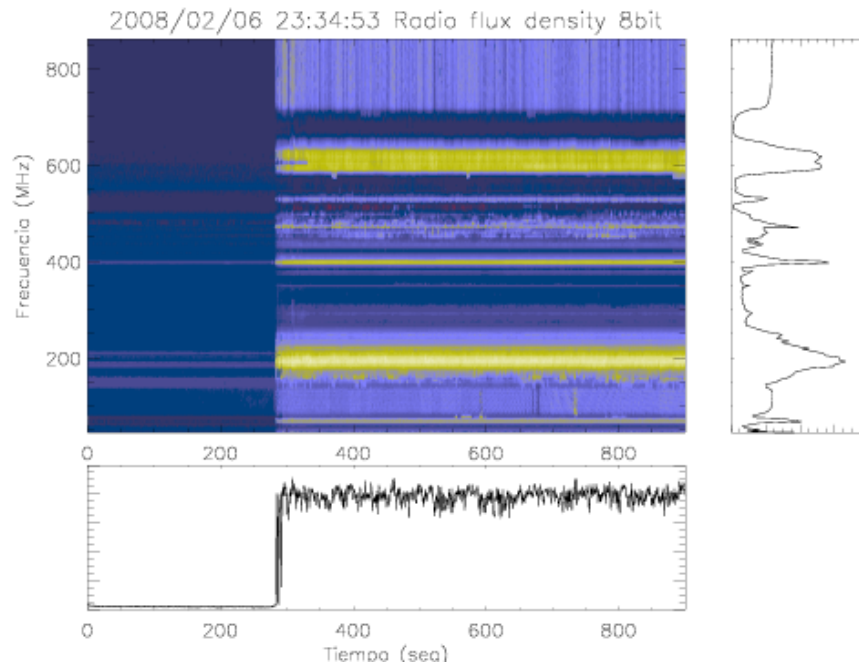 2008/02/06 23:34:53 Radio flux density 8bit
800
600
400
200
Frecuencia (MHz)
0 200 400 600 800
0 200 400 600 800
Tiempo (seg)